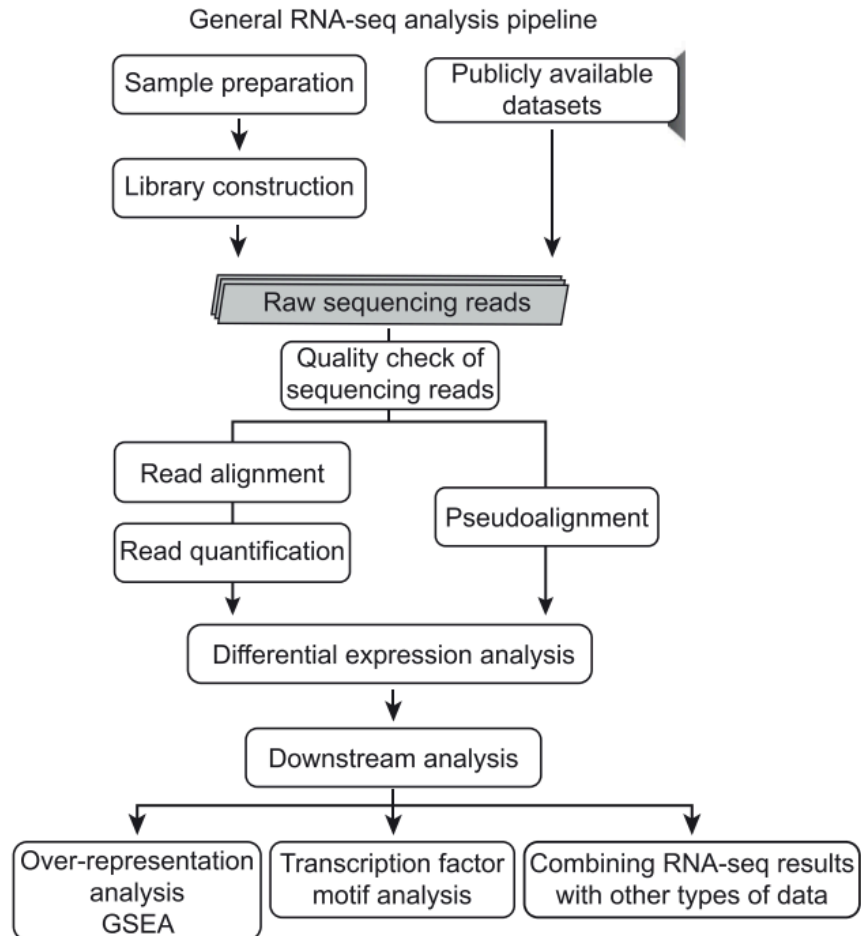 General RNA-seq analysis pipeline
Sample preparation
Publicly available
datasets
Library construction
Raw sequencing reads
Quality check of
sequencing reads
Read alignment
Pseudoalignment
Read quantification
Differential expression analysis
Downstream analysis
Over-representation
analysis
GSEA
Transcription factor
motif analysis
Combining RNA-seq results
with other types of data